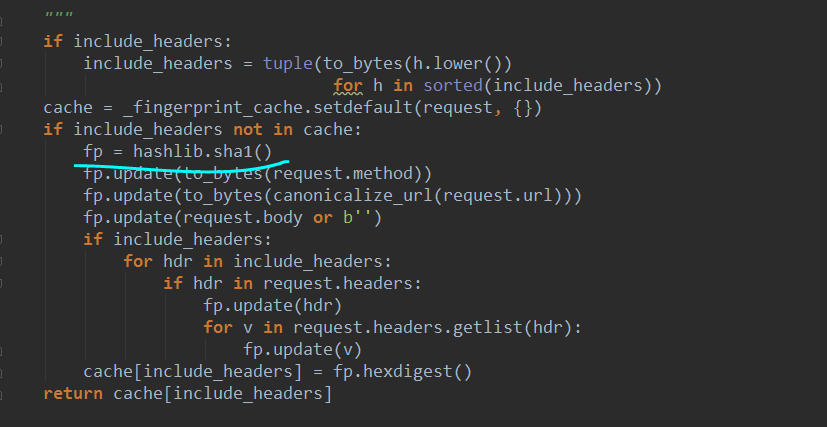 """
if include_headers:
    include_headers = tuple(to_bytes(h.lower())
                             for h in sorted(include_headers))
cache = _fingerprint_cache.setdefault(request, {})
if include_headers not in cache:
    fp = hashlib.sha1()
    fp.update(to_bytes(request.method))
    fp.update(to_bytes(canonicalize_url(request.url)))
    fp.update(request.body or b'')
    if include_headers:
        for hdr in include_headers:
            if hdr in request.headers:
                fp.update(hdr)
                for v in request.headers.getlist(hdr):
                    fp.update(v)
    cache[include_headers] = fp.hexdigest()
return cache[include_headers]